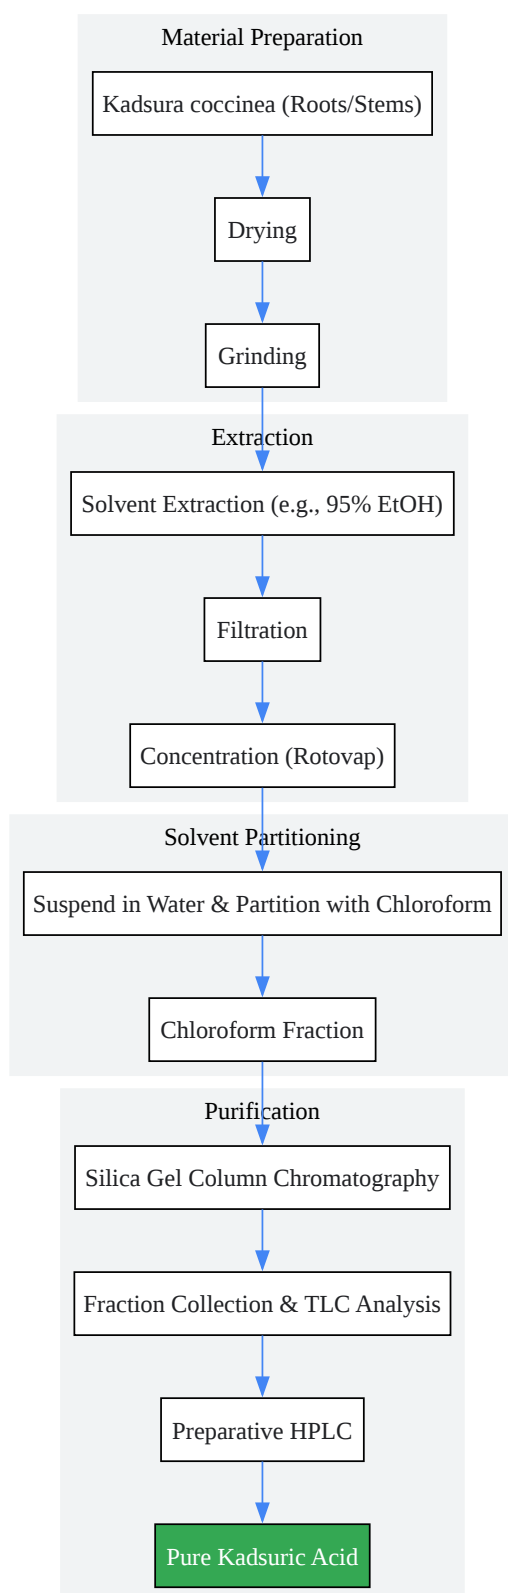 Material Preparation
Kadsura coccinea (Roots/Stems)
Drying
Grinding
Extraction
Solvent Extraction (e.g., 95% EtOH)
Filtration
Concentration (Rotovap)
Solvent Partitioning
Suspend in Water & Partition with Chloroform
Chloroform Fraction
Purification
Silica Gel Column Chromatography
Fraction Collection & TLC Analysis
Preparative HPLC
Pure Kadsuric Acid